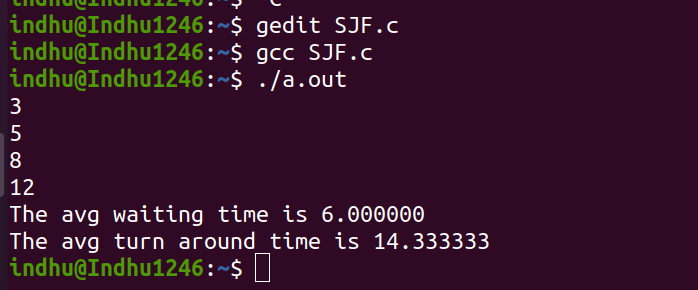 ^C
indhu@Indhu1246:~$ gedit SJF.c
indhu@Indhu1246:~$ gcc SJF.c
indhu@Indhu1246:~$ ./a.out
3
5
8
12
The avg waiting time is 6.000000
The avg turn around time is 14.333333
indhu@Indhu1246:~$